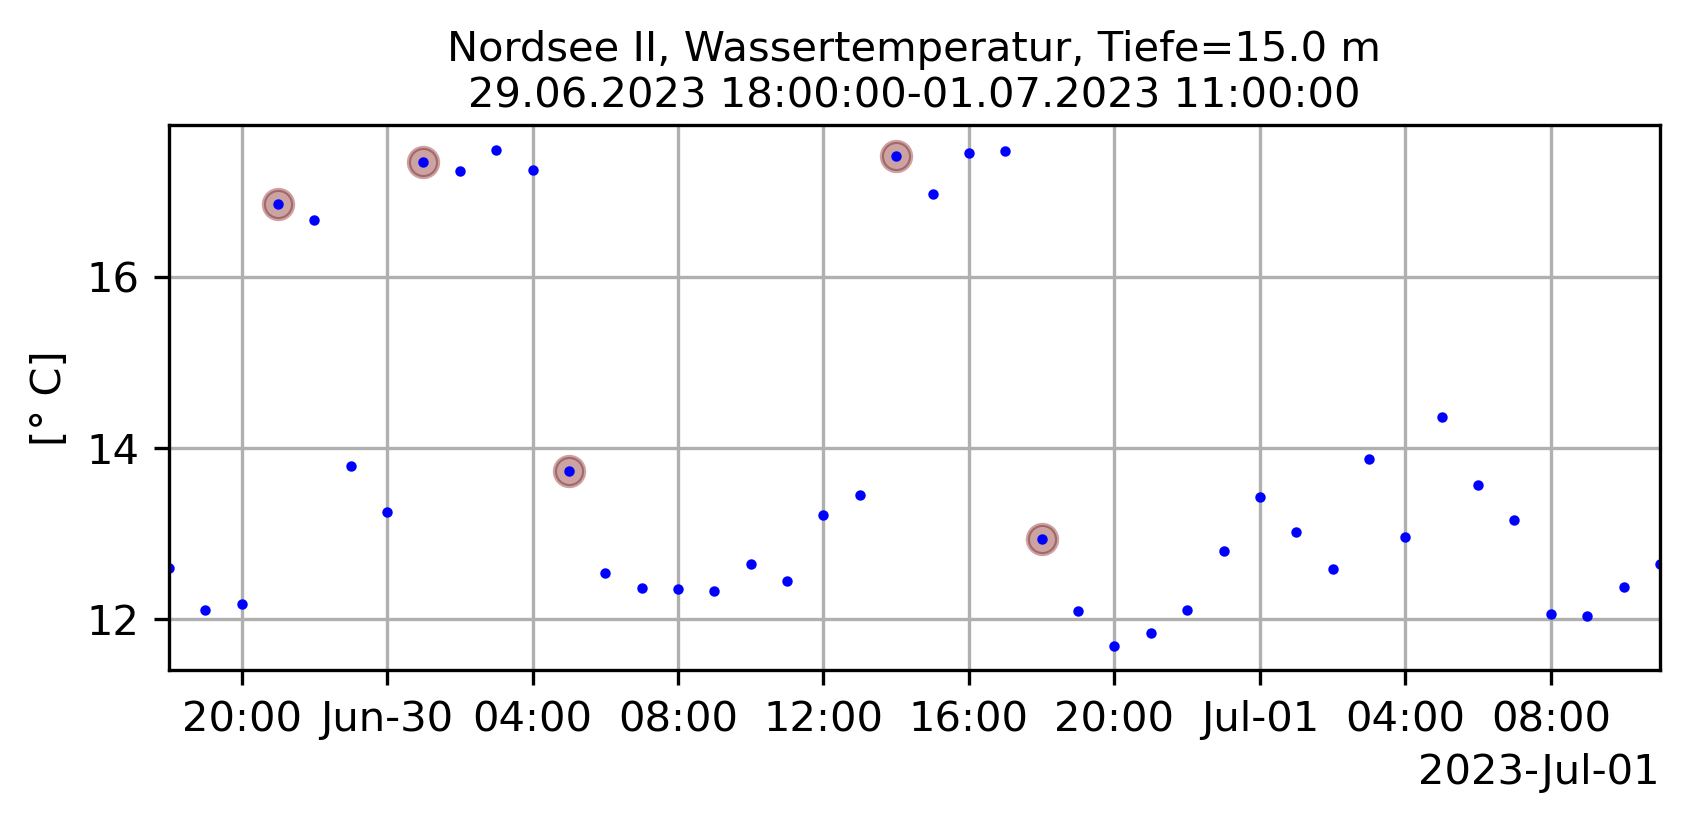 Nordsee II, Wassertemperatur, Tiefe=15.0 m
29.06.2023 18:00:00-01.07.2023 11:00:00
[° C]
16
14
12
20:00 Jun-30 04:00 08:00 12:00 16:00 20:00 Jul-01 04:00 08:00
2023-Jul-01